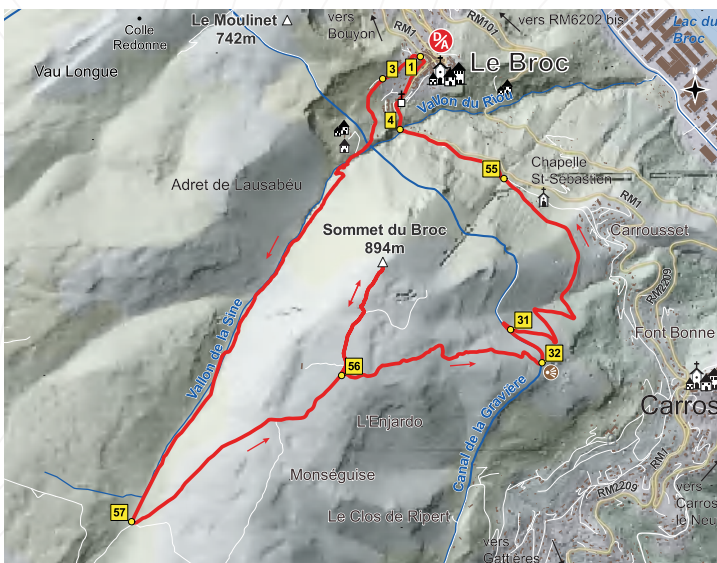 Le Moulinet
742m
vers
Bouyon
RM1
RM101
vers RM6202 bis
Lac du
Broc
Colle
Redonne
D/A
Vau Longue
3
1
Le Broc
Vallon du Riou
4
Chapelle
St-Sébastien
55
Adret de Lausabéu
RM1
Sommet du Broc
894m
Carrousset
RM2209
Vallon de la Sine
31
Font Bonne
32
56
Carros
L'Enjardo
Canal de la Gravière
Monséguise
RM2209
RM1
vers
Carros
le Neu
57
Le Clos de Ripert
vers
Gattières